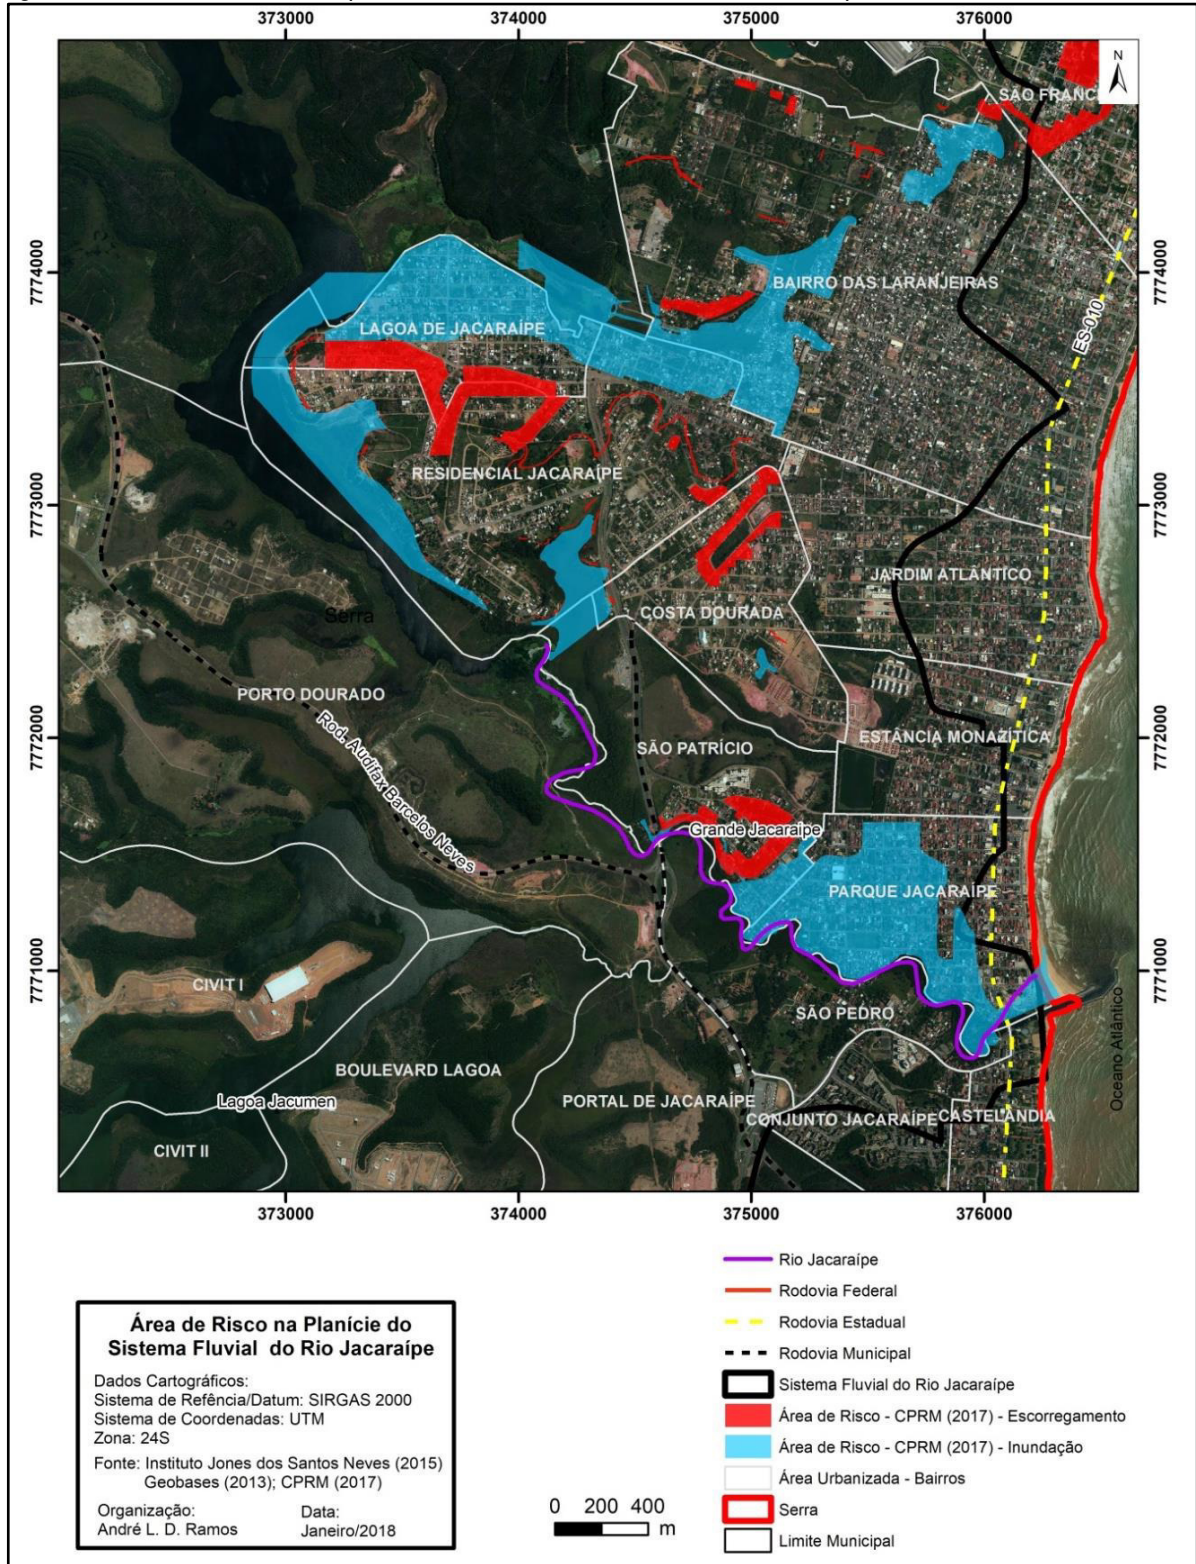 373000 374000 375000 376000
N
SÃO FRANC
7774000
7774000
BAIRRO DAS LARANJEIRAS
LAGOA DE JACARAÍPE
ES-010
RESIDENCIAL JACARAÍPE
7773000
7773000
JARDIM ATLÂNTICO
COSTA DOURADA
Serra
PORTO DOURADO
Rod. Audifax Barcelos Neves
SÃO PATRÍCIO
ESTÂNCIA MONAZÍTICA
7772000
7772000
Grande Jacaraípe
PARQUE JACARAÍPE
7771000
7771000
CIVIT I
SÃO PEDRO
Oceano Atlântico
BOULEVARD LAGOA
Lagoa Jacumen
PORTAL DE JACARAÍPE
CONJUNTO JACARAÍPE
CASTELÂNDIA
CIVIT II
373000 374000 375000 376000
Área de Risco na Planície do
Sistema Fluvial do Rio Jacaraípe
Dados Cartográficos:
Sistema de Refência/Datum: SIRGAS 2000
Sistema de Coordenadas: UTM
Zona: 24S
Fonte: Instituto Jones dos Santos Neves (2015)
Geobases (2013); CPRM (2017)
Organização: Data:
André L. D. Ramos Janeiro/2018
0 200 400
m
Rio Jacaraípe
Rodovia Federal
Rodovia Estadual
Rodovia Municipal
Sistema Fluvial do Rio Jacaraípe
Área de Risco - CPRM (2017) - Escorregamento
Área de Risco - CPRM (2017) - Inundação
Área Urbanizada - Bairros
Serra
Limite Municipal